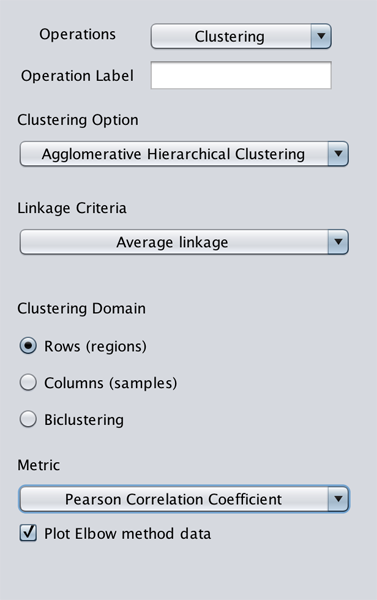 Operations
Clustering
Operation Label
Clustering Option
Agglomerative Hierarchical Clustering
Linkage Criteria
Average linkage
Clustering Domain
Rows (regions)
Columns (samples)
Biclustering
Metric
Pearson Correlation Coefficient
Plot Elbow method data